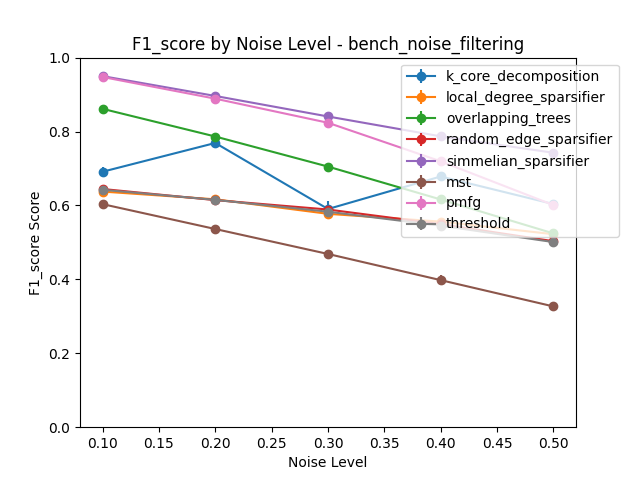 F1_score by Noise Level - bench_noise_filtering
F1_score Score
1.0
0.8
0.6
0.4
0.2
0.0
k_core_decomposition
local_degree_sparsifier
overlapping_trees
random_edge_sparsifier
simmelian_sparsifier
mst
pmfg
threshold
0.10 0.15 0.20 0.25 0.30 0.35 0.40 0.45 0.50
Noise Level